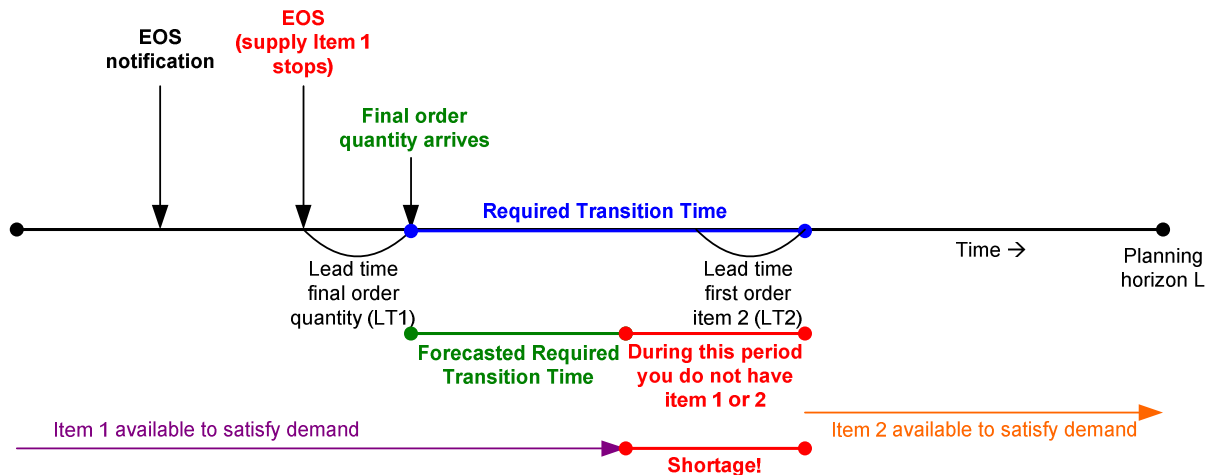 EOS
notification
EOS
(supply Item 1
stops)
Final order
quantity arrives
Required Transition Time
Time →
Planning
horizon L
Lead time
final order
quantity (LT1)
Lead time
first order
item 2 (LT2)
Forecasted Required
Transition Time
During this period
you do not have
item 1 or 2
Item 1 available to satisfy demand
Item 2 available to satisfy demand
Shortage!